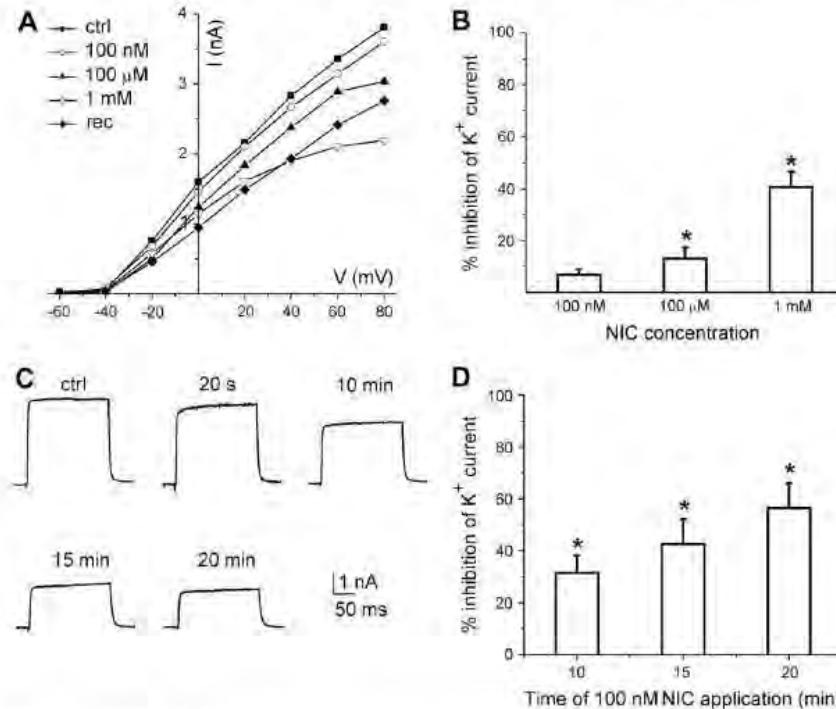 A
ctrl
100 nM
100 μM
1 mM
rec
I (nA)
4
3
2
1
V (mV)
-60 -40 -20 0 20 40 60 80
B
% inhibition of K+ current
100
80
60
40
20
* *
100 nM 100 μM 1 mM
NIC concentration
C
ctrl 20 s 10 min
15 min 20 min
1 nA
50 ms
D
% inhibition of K+ current
100
80
60
40
20
0
* * *
10 15 20
Time of 100 nM NIC application (min